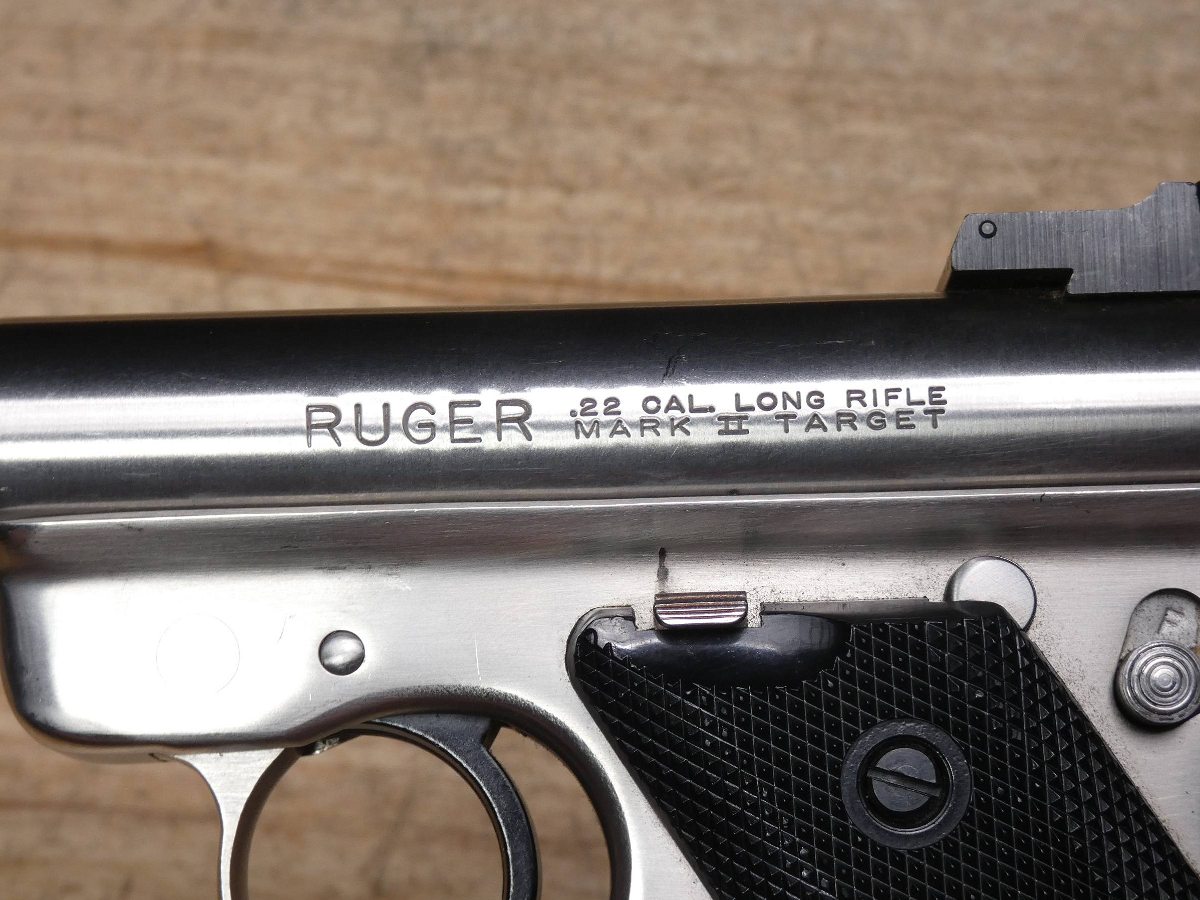 RUGER
.22 CAL. LONG RIFLE
MARK II TARGET
F